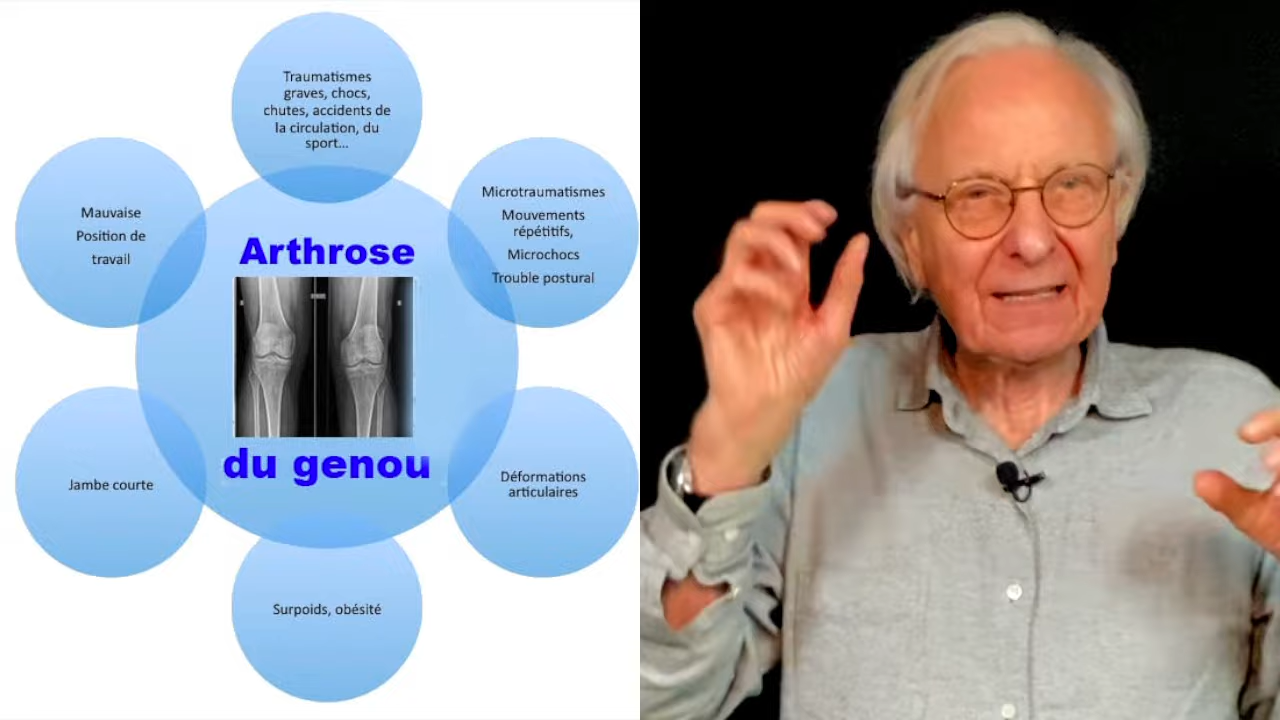 Traumatismes
graves, chocs,
chutes, accidents de
la circulation, du
sport...
Mauvaise
Position de
travail
Microtraumatismes
Mouvements
répétitifs,
Microchocs
Trouble postural
Arthrose
du genou
Jambe courte
Déformations
articulaires
Surpoids, obésité